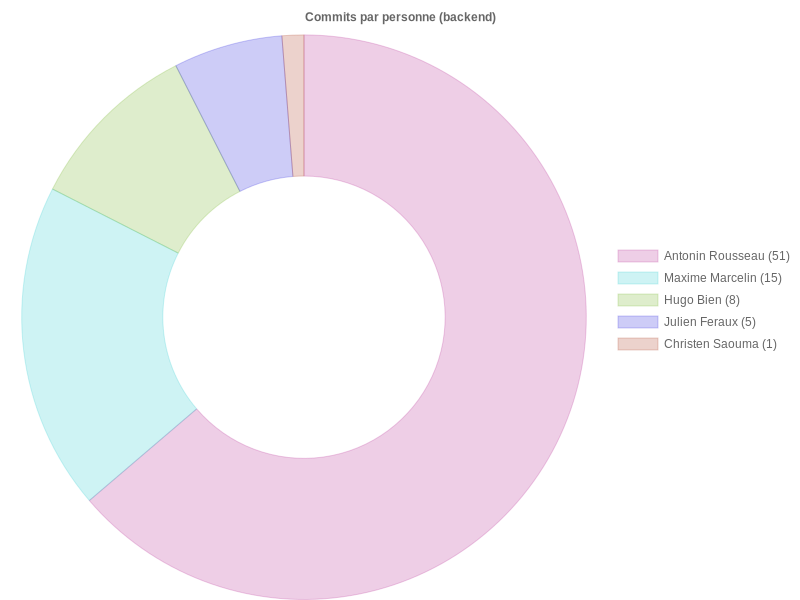 Commits par personne (backend)
Antonin Rousseau (51)
Maxime Marcelin (15)
Hugo Bien (8)
Julien Feraux (5)
Christen Saouma (1)